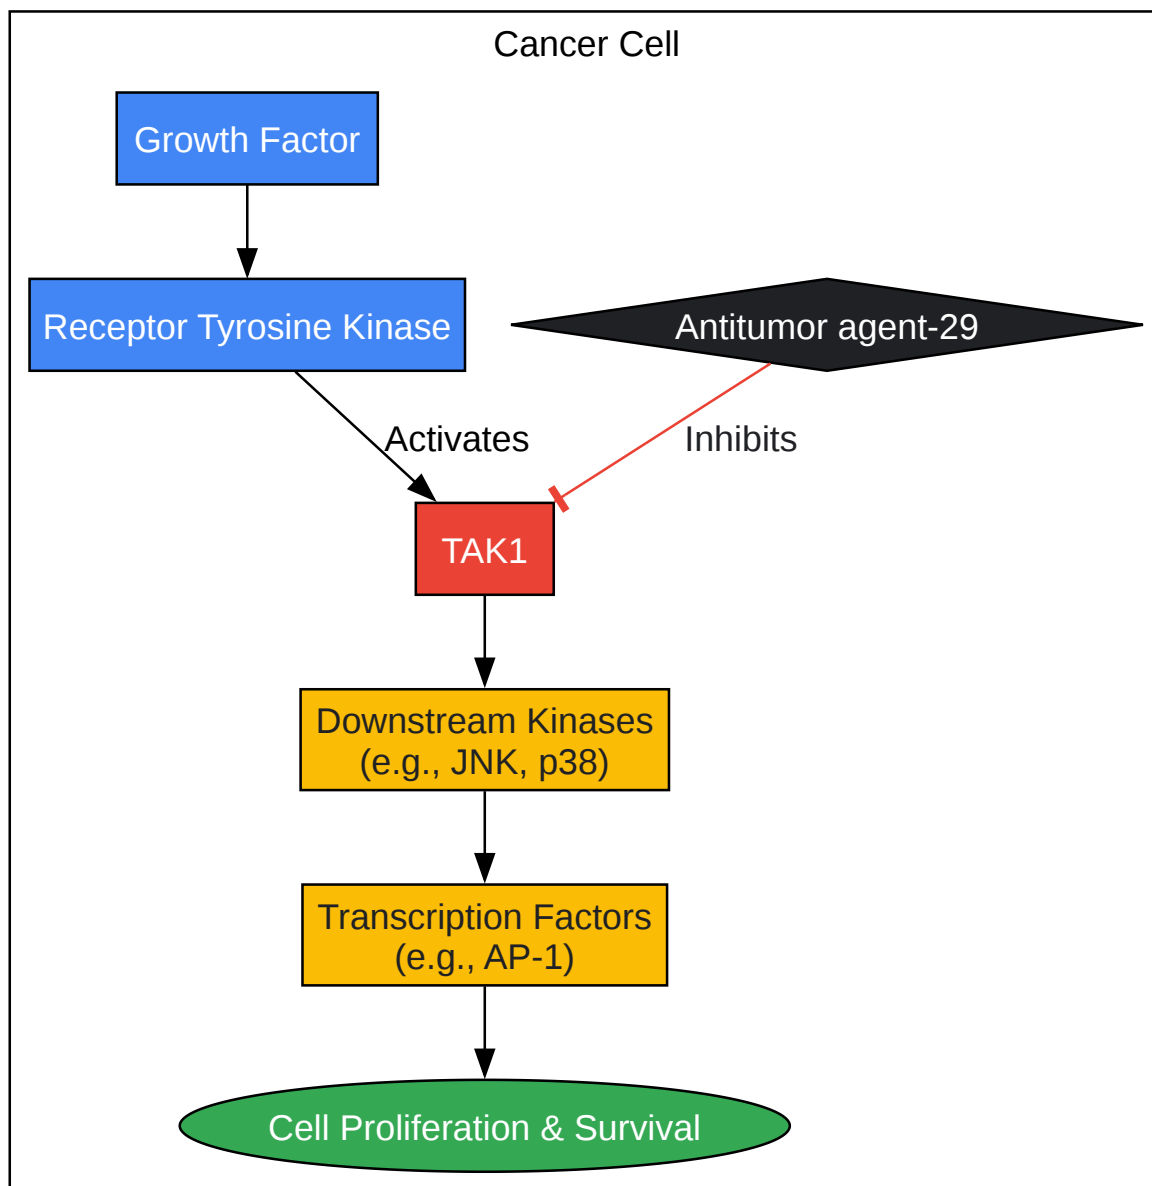 Cancer Cell
Growth Factor
Receptor Tyrosine Kinase
Antitumor agent-29
Activates
Inhibits
TAK1
Downstream Kinases
(e.g., JNK, p38)
Transcription Factors
(e.g., AP-1)
Cell Proliferation & Survival